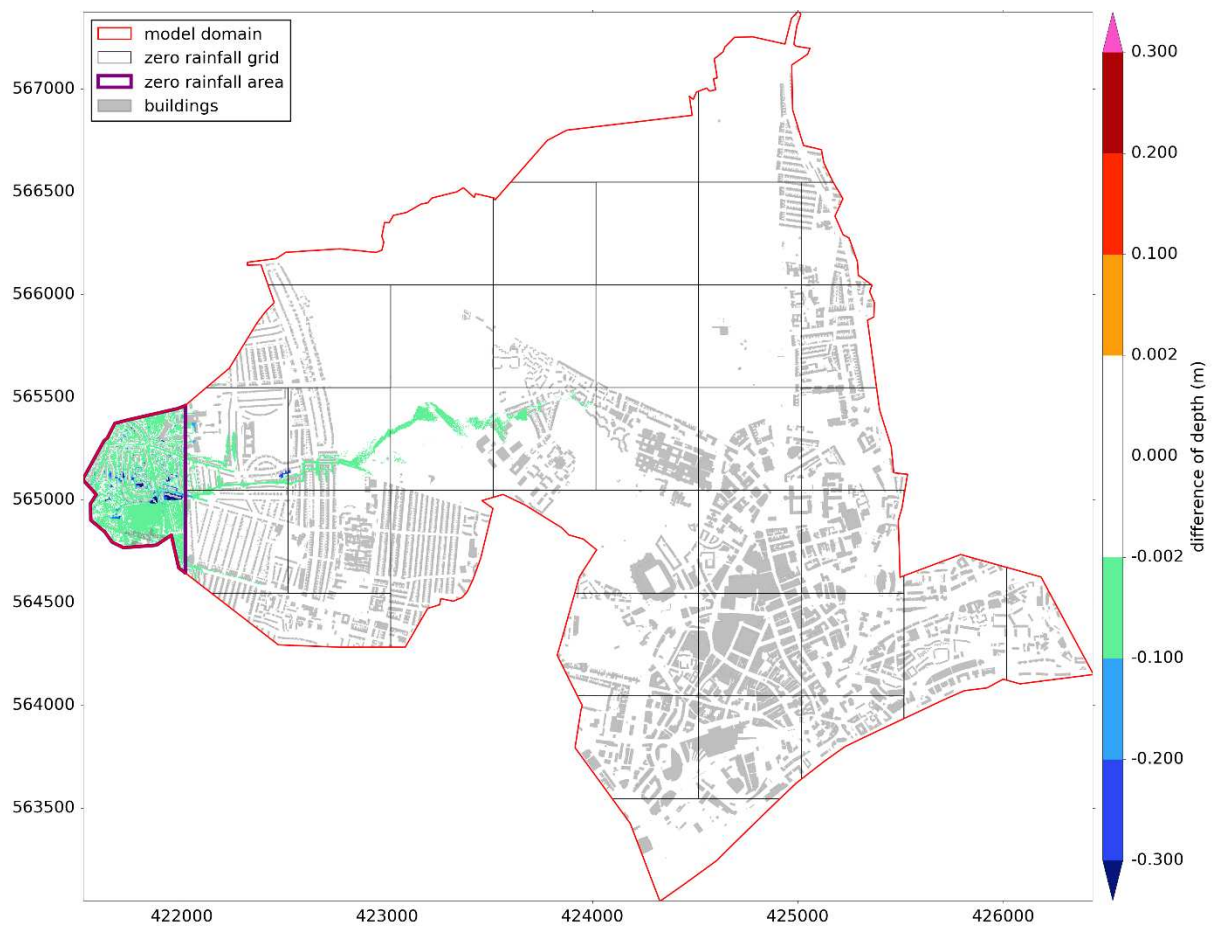 model domain
zero rainfall grid
zero rainfall area
buildings
567000
566500
566000
565500
565000
564500
564000
563500
422000 423000 424000 425000 426000
0.300
0.200
0.100
0.002
0.000
-0.002
-0.100
-0.200
-0.300
difference of depth (m)